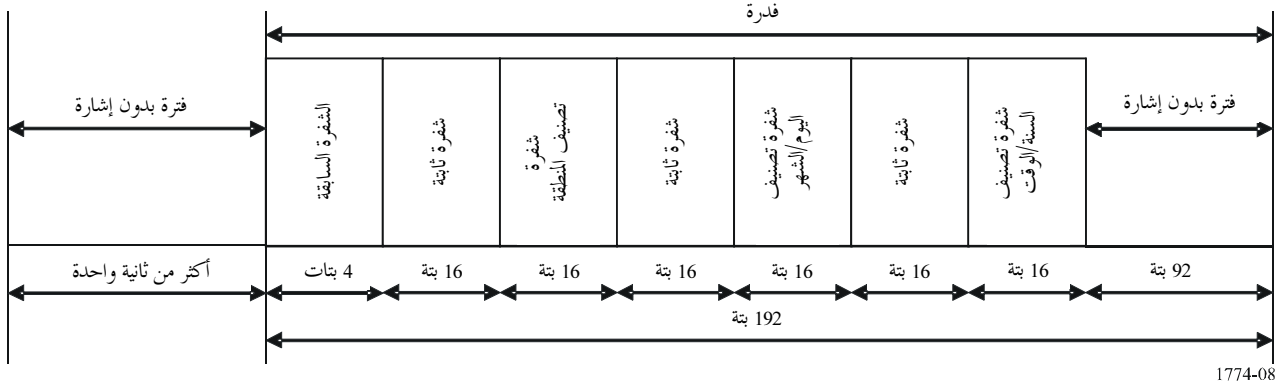 فدرة
فترة بدون إشارة
الشفرة السابقة
شفرة ثابتة
شفرة
تصنيف المنطقة
شفرة ثابتة
شفرة تصنيف
اليوم/الشهر
شفرة ثابتة
شفرة تصنيف
السنة/الوقت
فترة بدون إشارة
أكثر من ثانية واحدة
4 بتات
16 بتة
16 بتة
16 بتة
16 بتة
16 بتة
16 بتة
92 بتة
192 بتة
1774-08